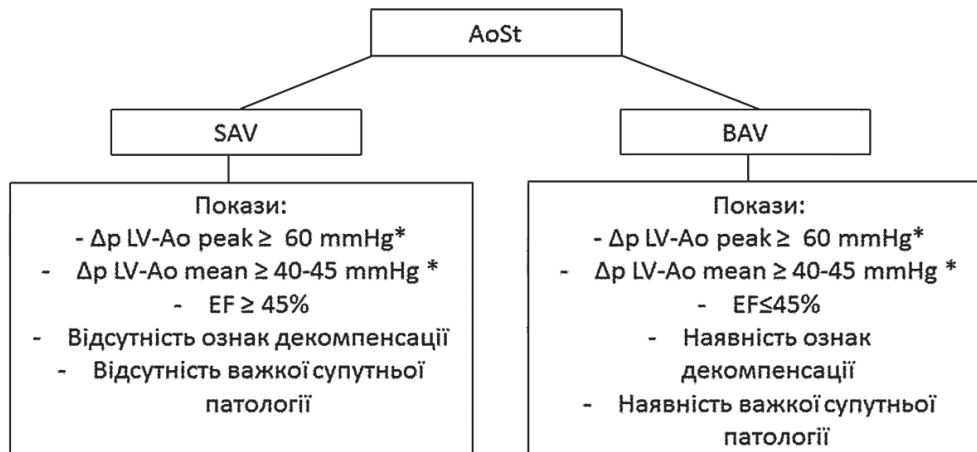 AoSt
SAV
BAV
Покази:
- Δp LV-Ao peak ≥ 60 mmHg*
- Δp LV-Ao mean ≥ 40-45 mmHg *
- EF ≥ 45%
- Відсутність ознак декомпенсації
- Відсутність важкої супутньої
патології
Покази:
- Δp LV-Ao peak ≥ 60 mmHg*
- Δp LV-Ao mean ≥ 40-45 mmHg *
- EF≤45%
- Наявність ознак
декомпенсації
- Наявність важкої супутньої
патології